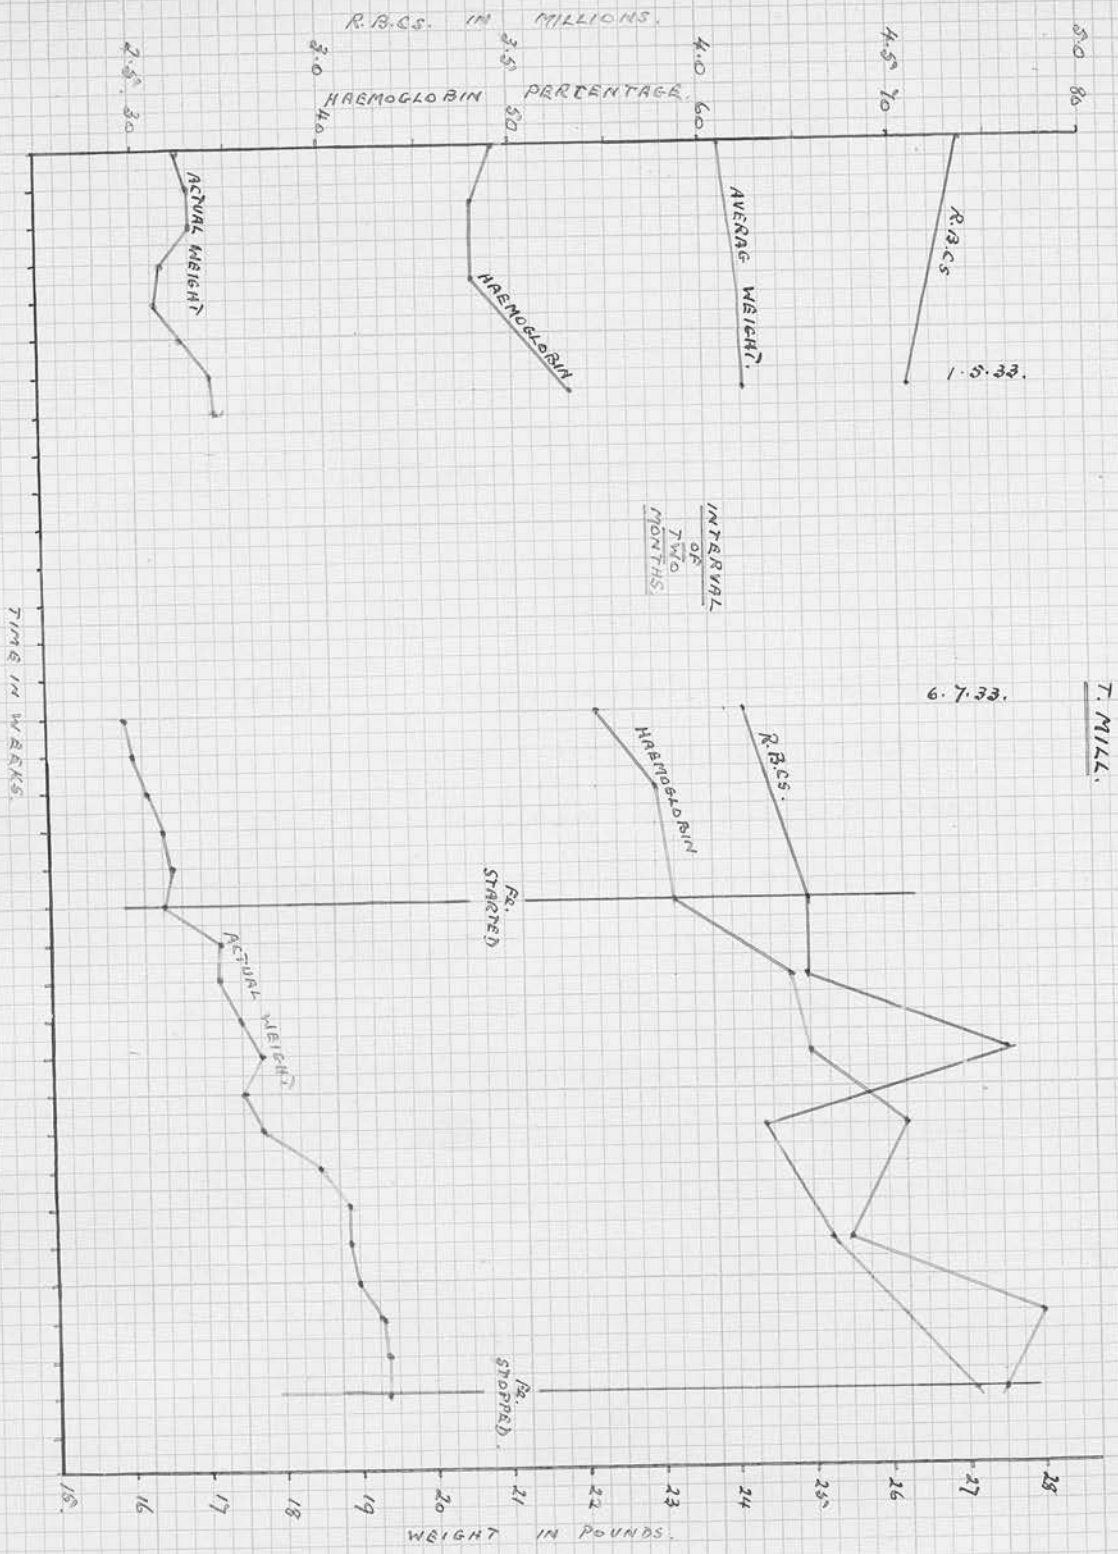 T. MILL.
R.B.CS. IN MILLIONS.
HAEMOGLOBIN PERCENTAGE.
5.0 80
4.5 70
4.0 60
3.5 50
3.0 40
2.5 30
R.B.CS
1.5.33.
AVERAG WEIGHT.
HAEMOGLOBIN
ACTUAL WEIGHT
INTERVAL
OF
TWO
MONTHS.
6.7.33.
R.B.CS.
HAEMOGLOBIN
Fe.
STARTED
ACTUAL WEIGHT
Fe.
STOPPED.
28
27
26
25
24
23
22
21
20
19
18
17
16
15
WEIGHT IN POUNDS.
TIME IN WEEKS.